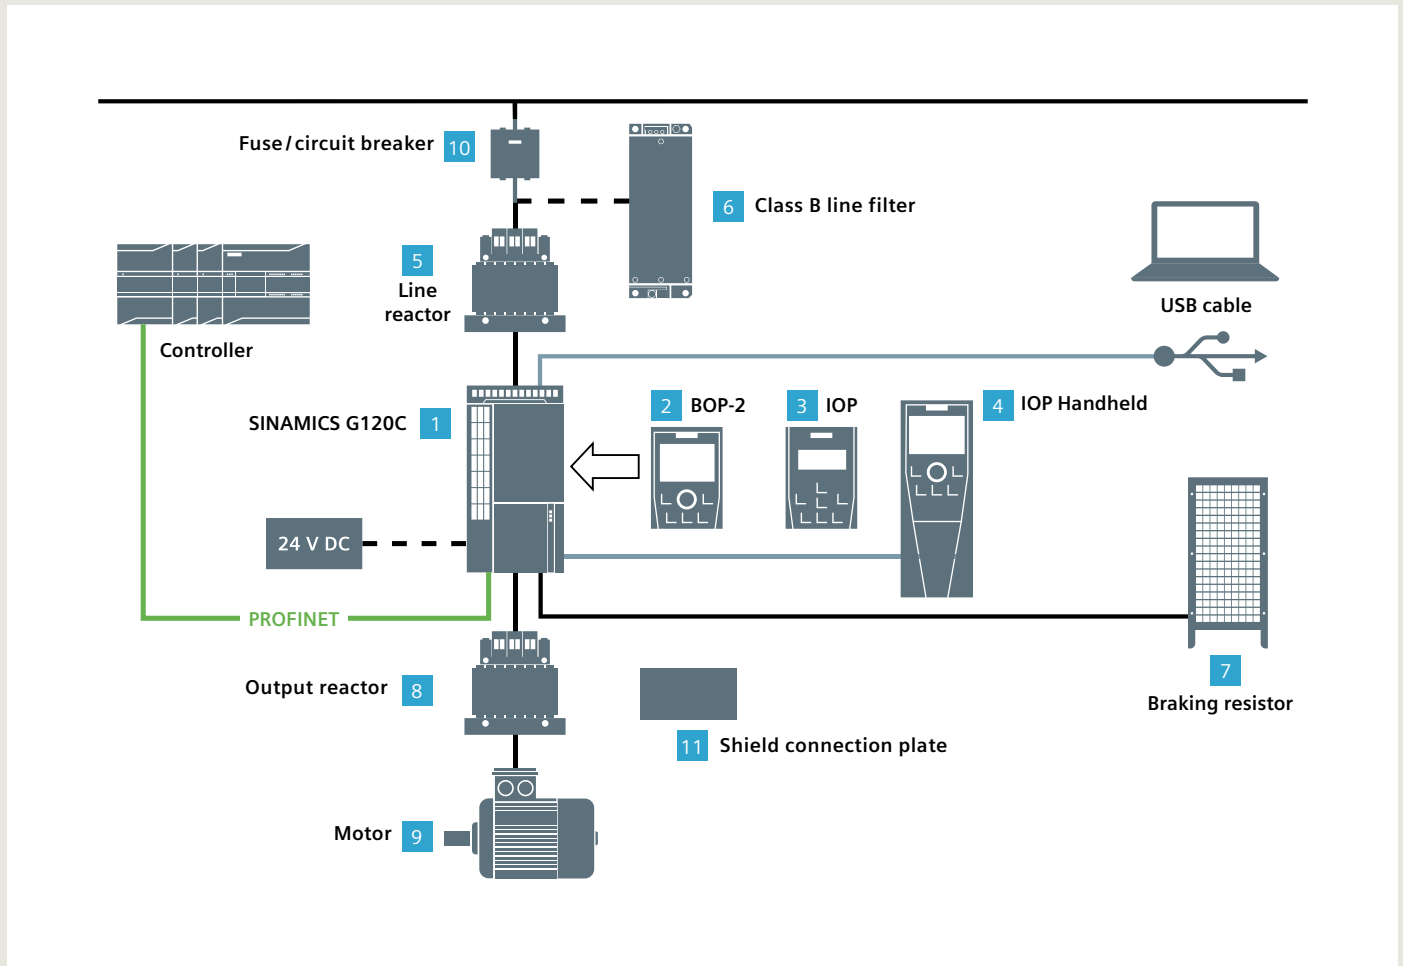 Fuse/circuit breaker 10
6 Class B line filter
5
Line
reactor
USB cable
Controller
SINAMICS G120C 1
2 BOP-2
3 IOP
4 IOP Handheld
24 V DC
PROFINET
Output reactor 8
7
Braking resistor
11 Shield connection plate
Motor 9